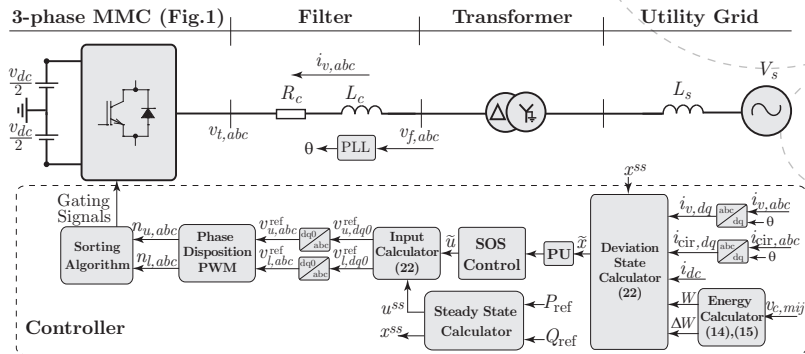 3-phase MMC (Fig.1)
Filter
Transformer
Utility Grid
v_dc/2
v_dc/2
i_v,abc
R_c
L_c
v_t,abc
v_f,abc
θ
PLL
Δ
L_s
V_s
x^ss
Gating
Signals
Sorting
Algorithm
n_u,abc
n_l,abc
Phase
Disposition
PWM
v^ref_u,abc
v^ref_l,abc
dq0
abc
dq0
abc
v^ref_u,dq0
v^ref_l,dq0
Input
Calculator
(22)
ũ
SOS
Control
PU
x̃
Deviation
State
Calculator
(22)
i_v,dq
abc
dq
i_v,abc
θ
i_cir,dq
abc
dq
i_cir,abc
θ
i_dc
W
ΔW
Energy
Calculator
(14),(15)
v_c,mij
u^ss
x^ss
Steady State
Calculator
P_ref
Q_ref
Controller